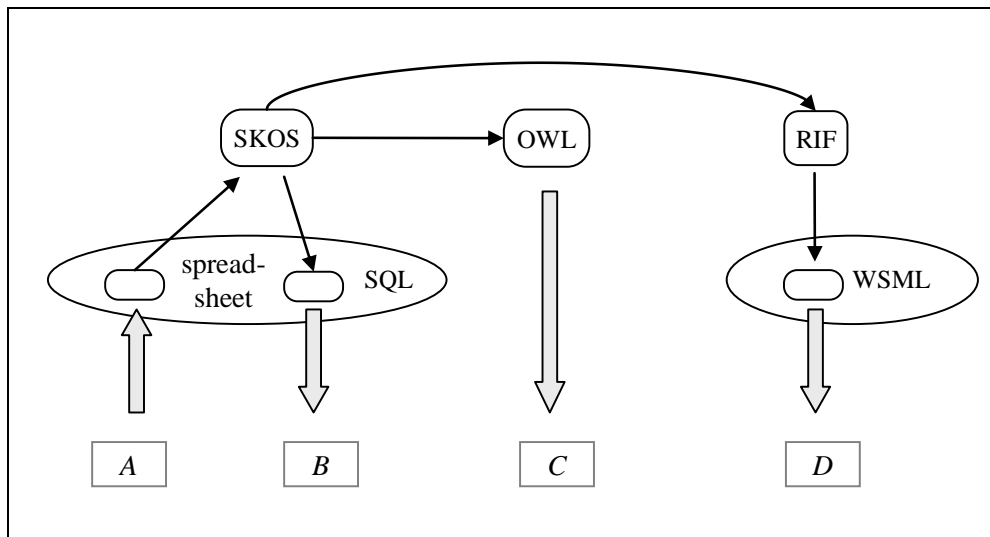 SKOS
OWL
RIF
spread-
sheet
SQL
WSML
A
B
C
D